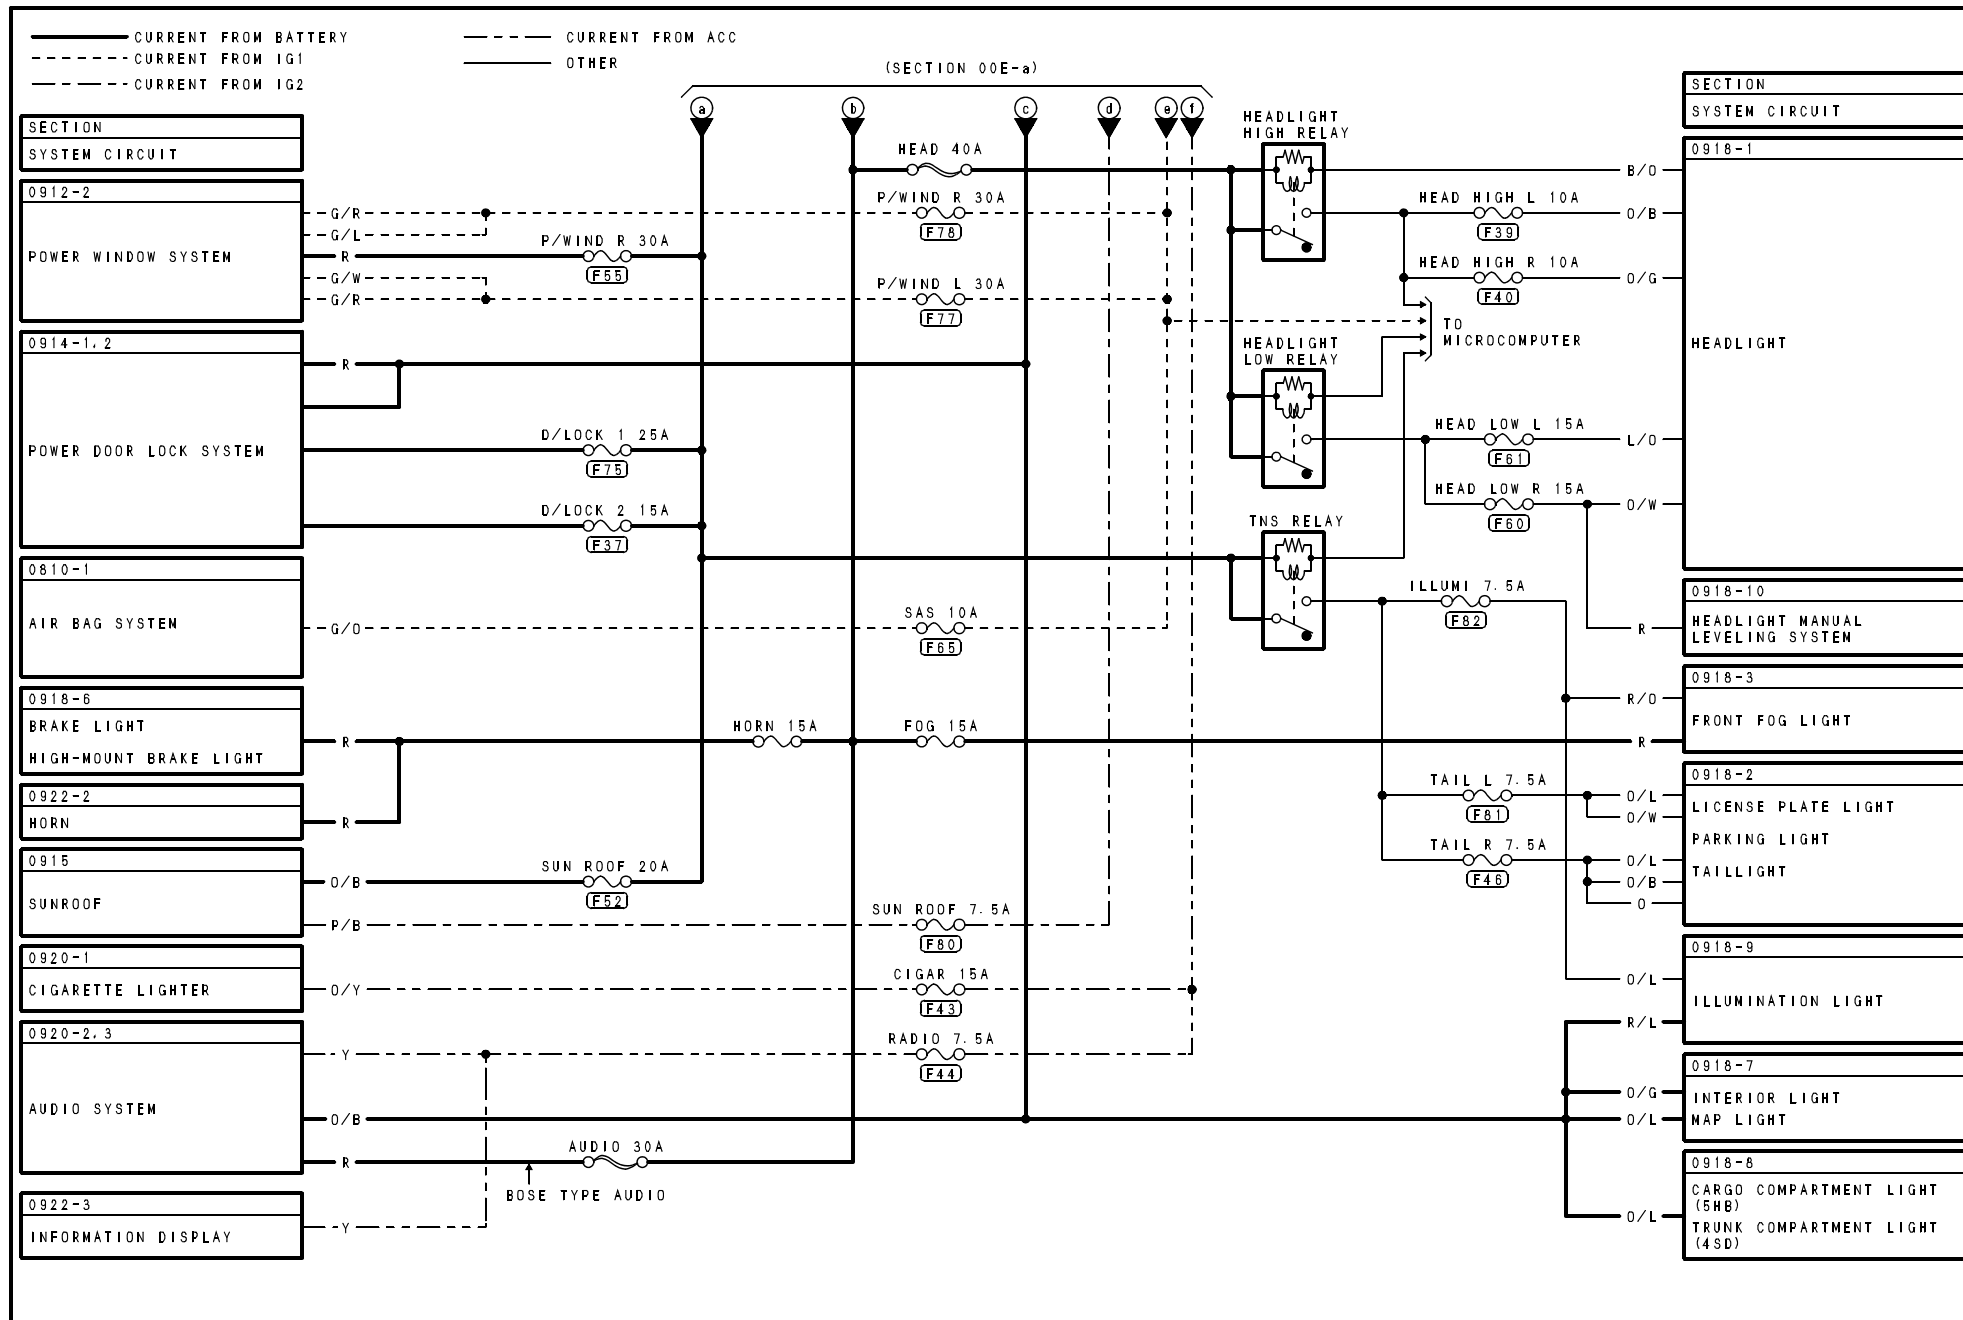 CURRENT FROM BATTERY
CURRENT FROM IG1
CURRENT FROM IG2
CURRENT FROM ACC
OTHER
(SECTION 00E-a)
a
b
c
d
e
f
SECTION
SYSTEM CIRCUIT
0912-2
POWER WINDOW SYSTEM
G/R
G/L
R
G/W
G/R
0914-1,2
POWER DOOR LOCK SYSTEM
R
0810-1
AIR BAG SYSTEM
G/O
0918-6
BRAKE LIGHT
HIGH-MOUNT BRAKE LIGHT
R
0922-2
HORN
R
0915
SUNROOF
O/B
P/B
0920-1
CIGARETTE LIGHTER
O/Y
0920-2,3
AUDIO SYSTEM
Y
O/B
R
0922-3
INFORMATION DISPLAY
Y
P/WIND R 30A
F55
D/LOCK 1 25A
F75
D/LOCK 2 15A
F37
HORN 15A
SUN ROOF 20A
F52
AUDIO 30A
BOSE TYPE AUDIO
HEAD 40A
P/WIND R 30A
F78
P/WIND L 30A
F77
SAS 10A
F65
FOG 15A
SUN ROOF 7.5A
F80
CIGAR 15A
F43
RADIO 7.5A
F44
HEADLIGHT
HIGH RELAY
HEADLIGHT
LOW RELAY
TNS RELAY
HEAD HIGH L 10A
F39
HEAD HIGH R 10A
F40
TO
MICROCOMPUTER
HEAD LOW L 15A
F61
HEAD LOW R 15A
F60
ILLUMI 7.5A
F82
TAIL L 7.5A
F81
TAIL R 7.5A
F46
SECTION
SYSTEM CIRCUIT
0918-1
HEADLIGHT
B/O
O/B
O/G
L/O
O/W
0918-10
HEADLIGHT MANUAL
LEVELING SYSTEM
R
0918-3
FRONT FOG LIGHT
R/O
R
0918-2
LICENSE PLATE LIGHT
PARKING LIGHT
TAILLIGHT
O/L
O/W
O/L
O/B
O
0918-9
ILLUMINATION LIGHT
O/L
R/L
0918-7
INTERIOR LIGHT
MAP LIGHT
O/G
O/L
0918-8
CARGO COMPARTMENT LIGHT
(5HB)
TRUNK COMPARTMENT LIGHT
(4SD)
O/L